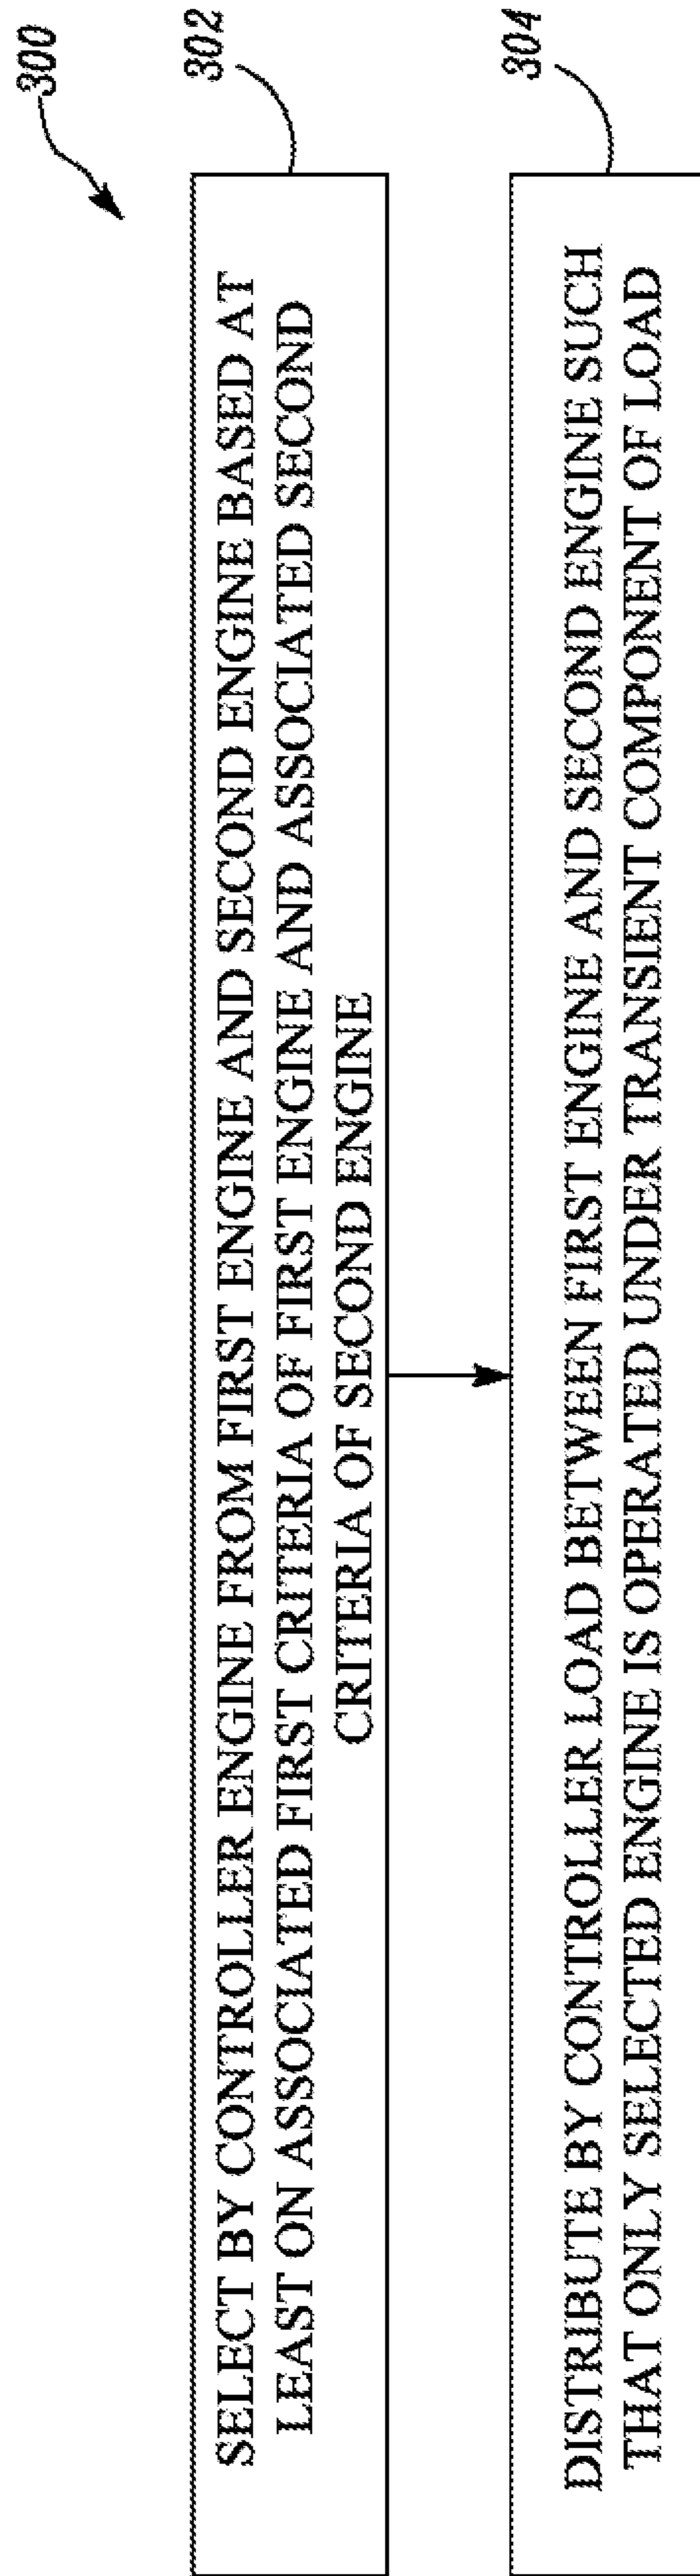 300
302
SELECT BY CONTROLLER ENGINE FROM FIRST ENGINE AND SECOND ENGINE BASED AT
LEAST ON ASSOCIATED FIRST CRITERIA OF FIRST ENGINE AND ASSOCIATED SECOND
CRITERIA OF SECOND ENGINE
304
DISTRIBUTE BY CONTROLLER LOAD BETWEEN FIRST ENGINE AND SECOND ENGINE SUCH
THAT ONLY SELECTED ENGINE IS OPERATED UNDER TRANSIENT COMPONENT OF LOAD